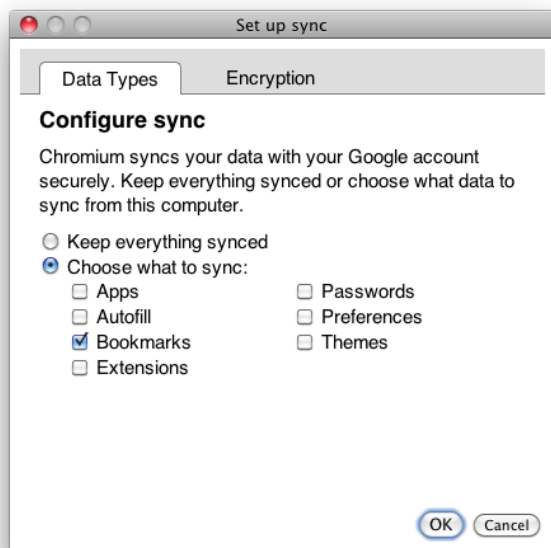 Set up sync
Data Types Encryption
Configure sync
Chromium syncs your data with your Google account
securely. Keep everything synced or choose what data to
sync from this computer.
Keep everything synced
Choose what to sync:
Apps Passwords
Autofill Preferences
Bookmarks Themes
Extensions
OK Cancel